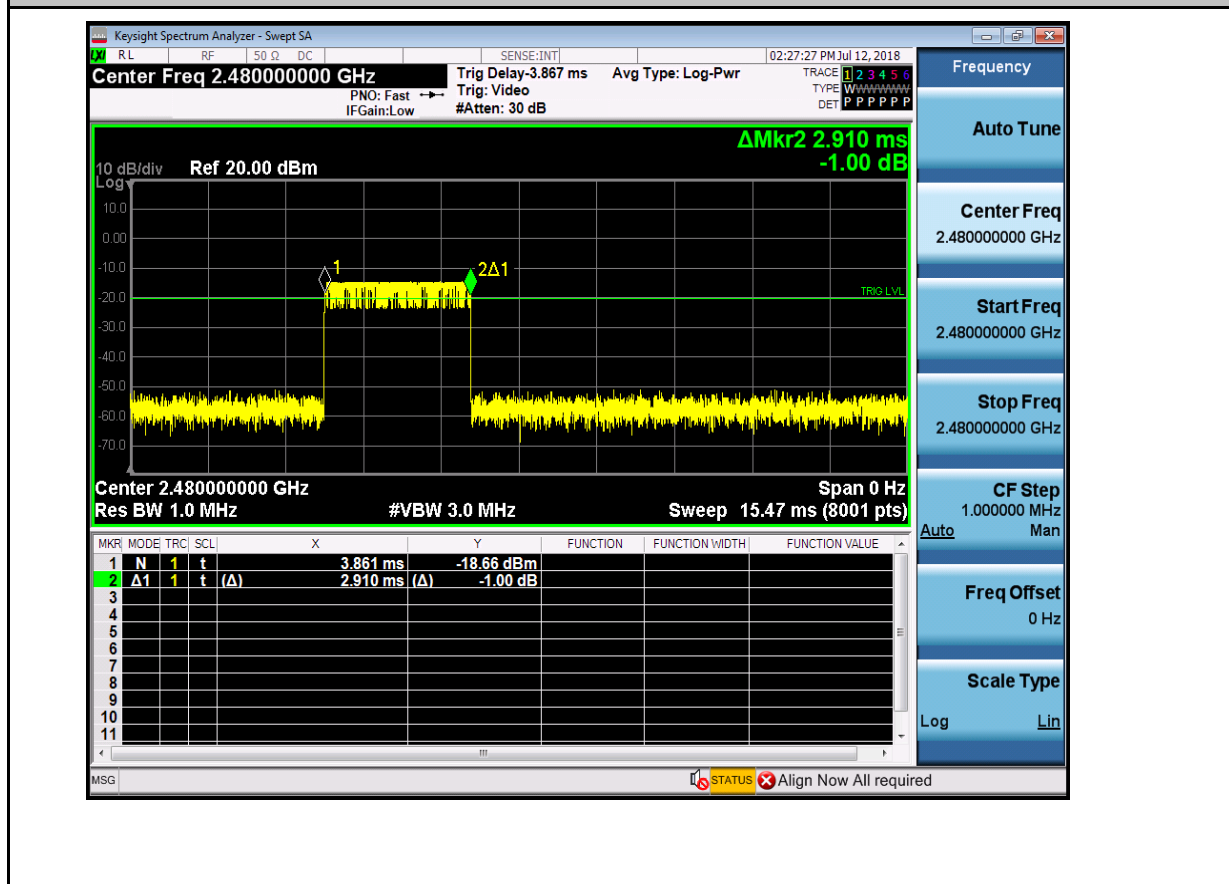 Keysight Spectrum Analyzer - Swept SA
LXI RL RF 50 Ω DC SENSE:INT 02:27:27 PM Jul 12, 2018
Center Freq 2.480000000 GHz
PNO: Fast
IFGain:Low
Trig Delay-3.867 ms
Trig: Video
#Atten: 30 dB
Avg Type: Log-Pwr
TRACE 1 2 3 4 5 6
TYPE WWWWWW
DET P P P P P P
ΔMkr2 2.910 ms
-1.00 dB
10 dB/div Ref 20.00 dBm
Log
10.0
0.00
-10.0
-20.0
-30.0
-40.0
-50.0
-60.0
-70.0
1
2Δ1
TRIG LVL
Center 2.480000000 GHz Span 0 Hz
Res BW 1.0 MHz #VBW 3.0 MHz Sweep 15.47 ms (8001 pts)
MKR MODE TRC SCL X Y FUNCTION FUNCTION WIDTH FUNCTION VALUE
1 N 1 t 3.861 ms -18.66 dBm
2 Δ1 1 t (Δ) 2.910 ms (Δ) -1.00 dB
3
4
5
6
7
8
9
10
11
MSG STATUS Align Now All required
Frequency
Auto Tune
Center Freq
2.480000000 GHz
Start Freq
2.480000000 GHz
Stop Freq
2.480000000 GHz
CF Step
1.000000 MHz
Auto Man
Freq Offset
0 Hz
Scale Type
Log Lin